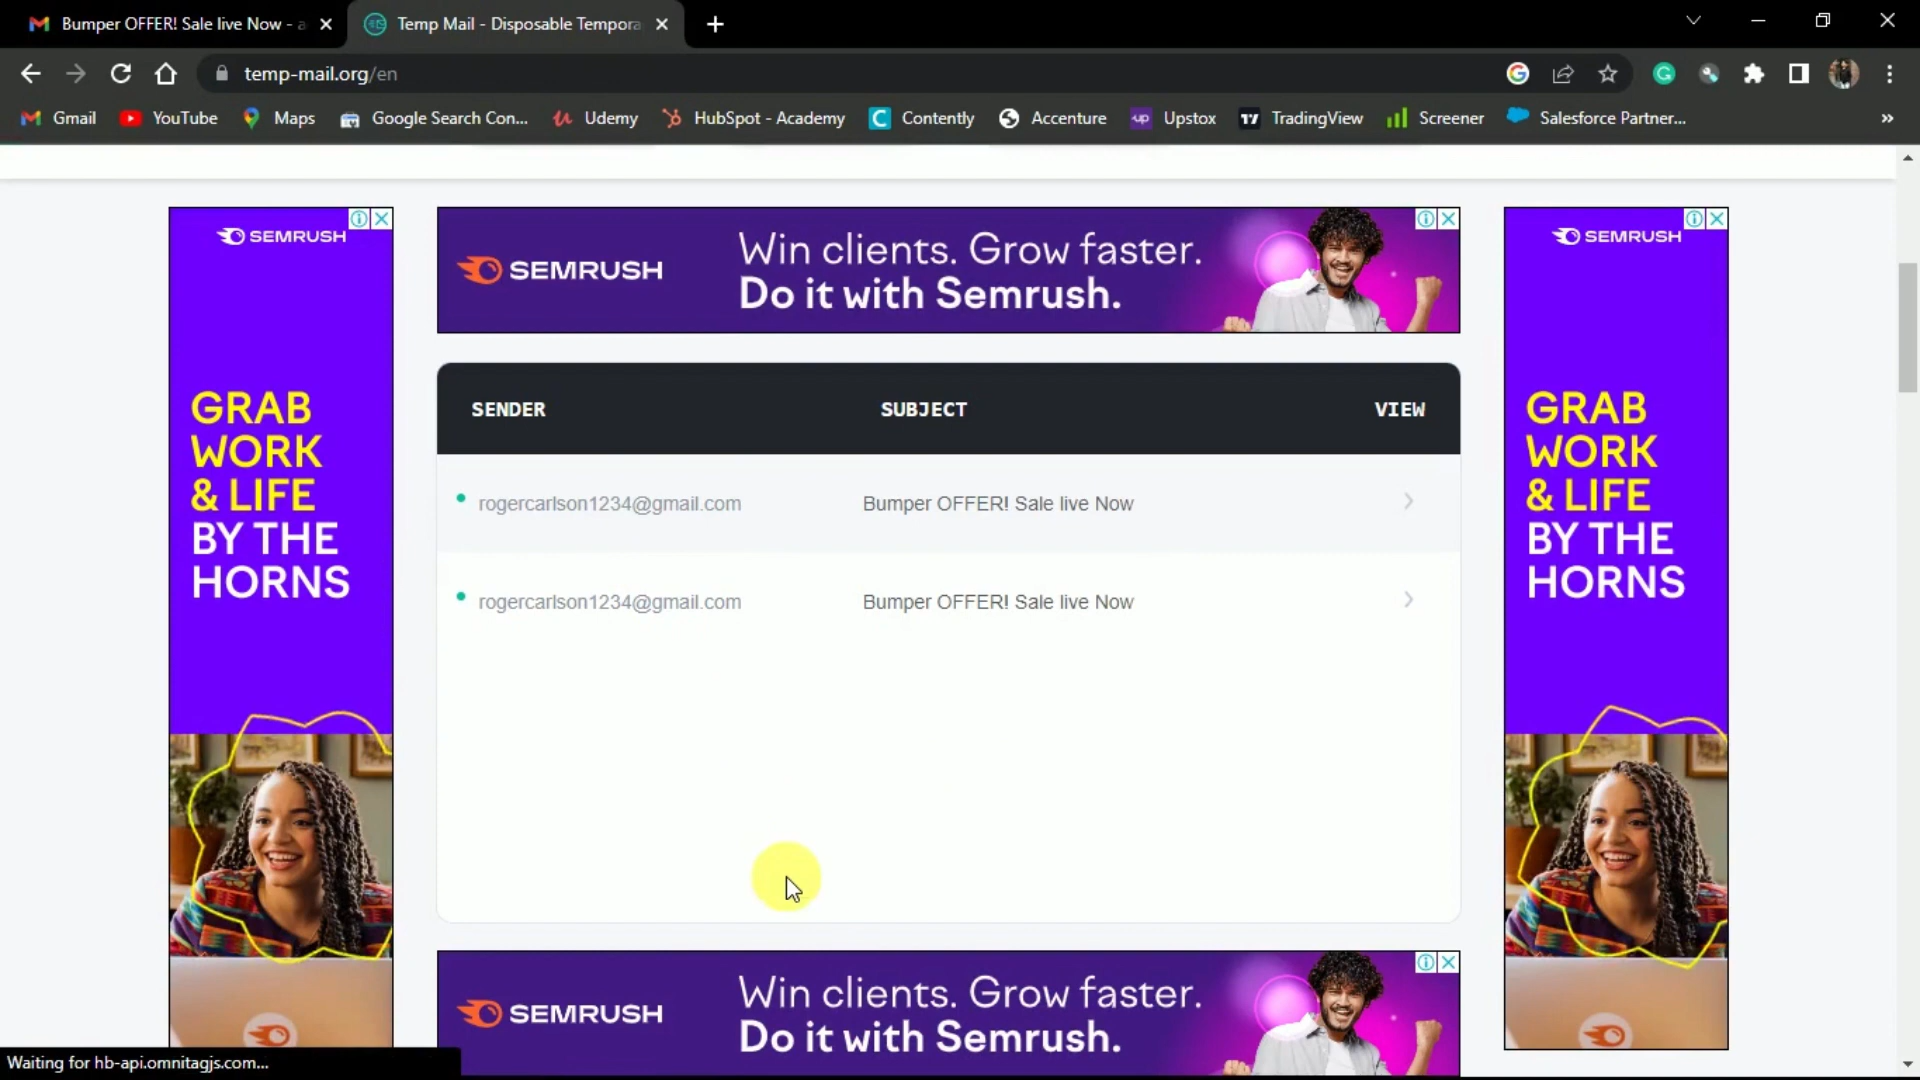 Bumper OFFER! Sale live Now - a
Temp Mail - Disposable Tempora
temp-mail.org/en
Gmail
YouTube
Maps
Google Search Con...
Udemy
HubSpot - Academy
Contently
Accenture
Upstox
TradingView
Screener
Salesforce Partner...
SEMRUSH
GRAB
WORK
& LIFE
BY THE
HORNS
SEMRUSH
Win clients. Grow faster.
Do it with Semrush.
SEMRUSH
GRAB
WORK
& LIFE
BY THE
HORNS
SENDER SUBJECT VIEW
rogercarlson1234@gmail.com Bumper OFFER! Sale live Now
rogercarlson1234@gmail.com Bumper OFFER! Sale live Now
SEMRUSH
Win clients. Grow faster.
Do it with Semrush.
Waiting for hb-api.omnitagjs.com...